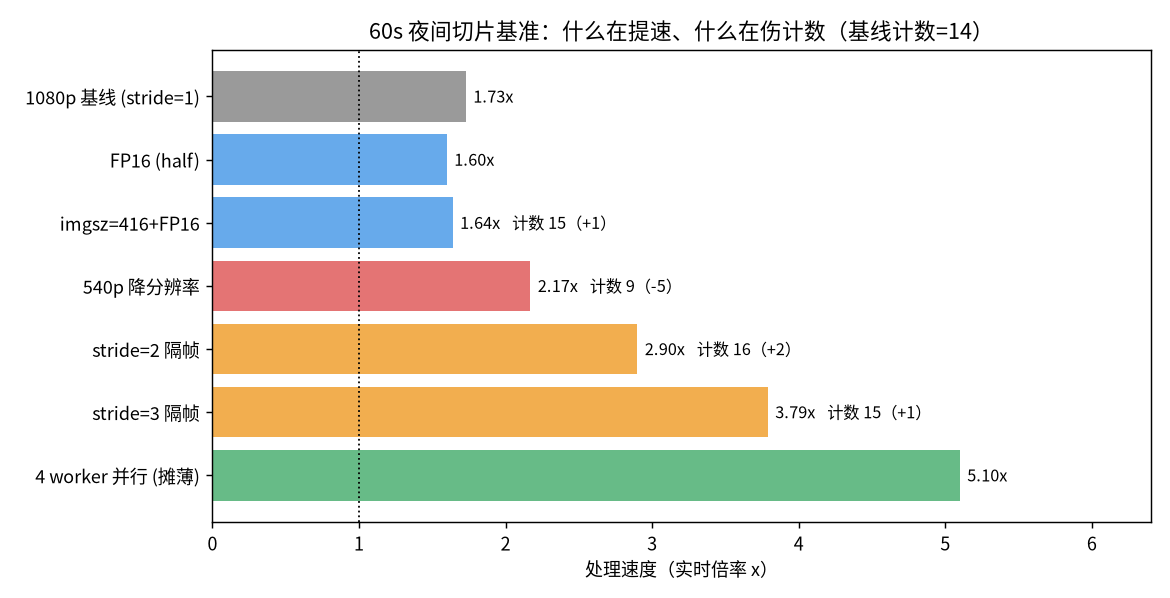 60s 夜间切片基准：什么在提速、什么在伤计数（基线计数=14）
1080p 基线 (stride=1)
1.73x
FP16 (half)
1.60x
imgsz=416+FP16
1.64x 计数 15（+1）
540p 降分辨率
2.17x 计数 9（-5）
stride=2 隔帧
2.90x 计数 16（+2）
stride=3 隔帧
3.79x 计数 15（+1）
4 worker 并行 (摊薄)
5.10x
0 1 2 3 4 5 6
处理速度（实时倍率 x）